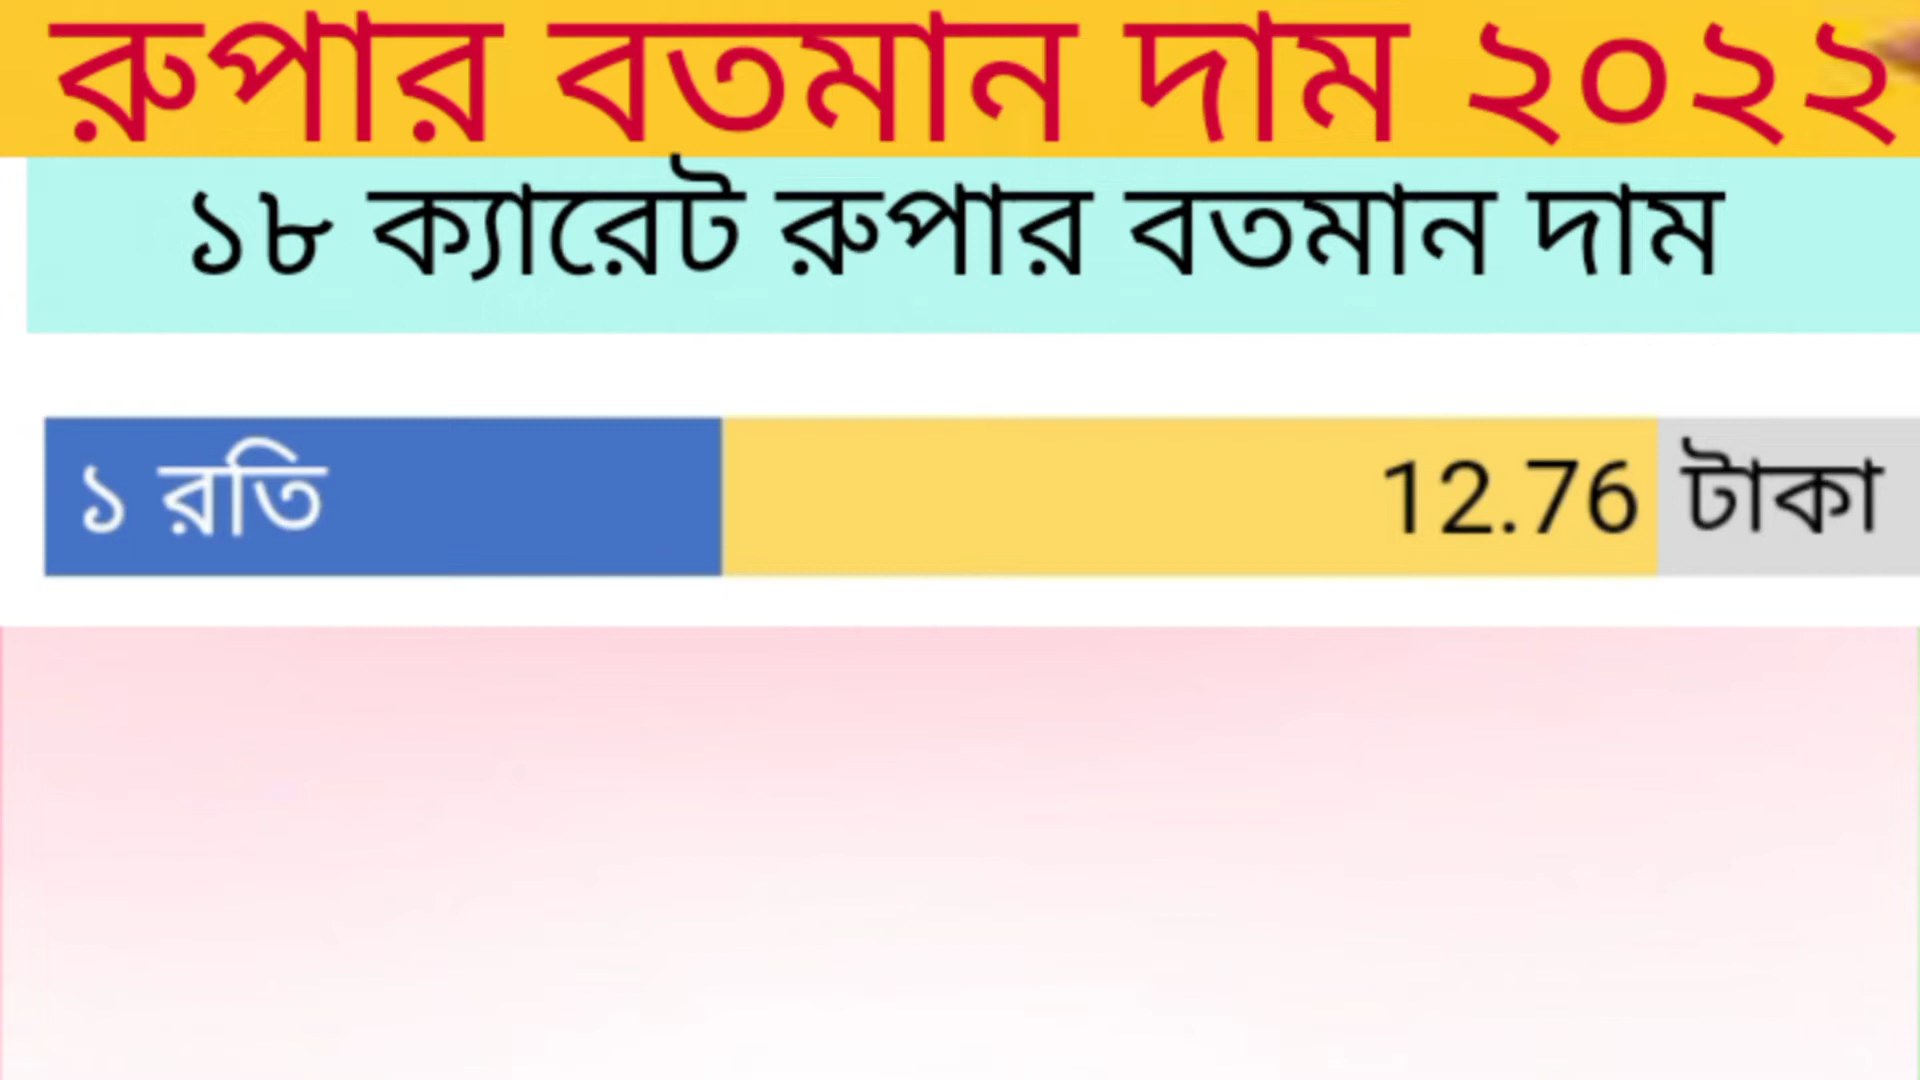 রুপার বতমান দাম ২০২২
১৮ ক্যারেট রুপার বতমান দাম
১ রতি 12.76 টাকা